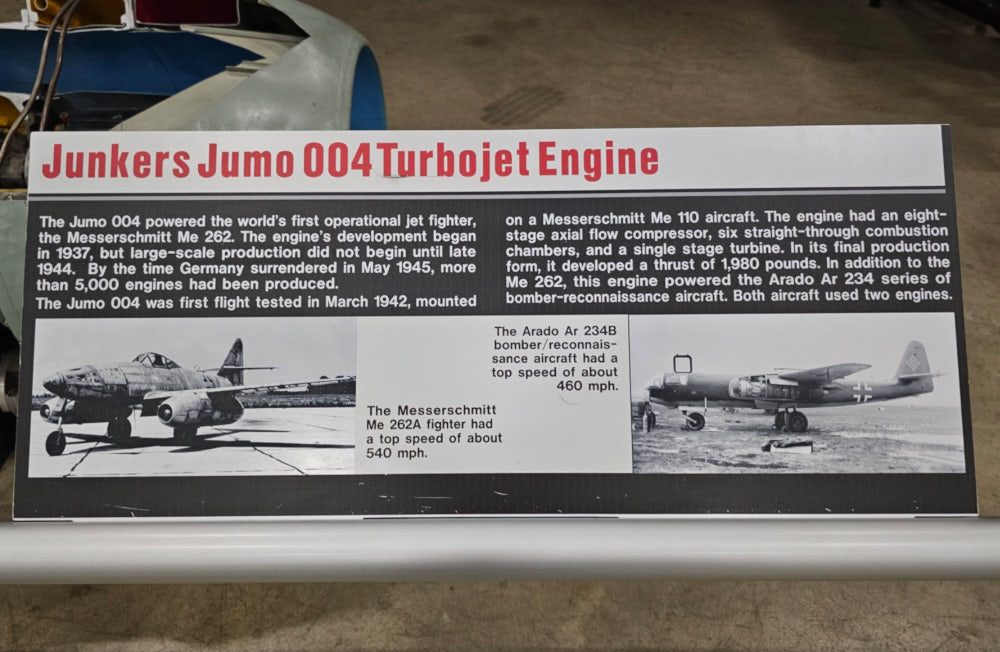 Junkers Jumo 004 Turbojet Engine
The Jumo 004 powered the world's first operational jet fighter,
the Messerschmitt Me 262. The engine's development began
in 1937, but large-scale production did not begin until late
1944. By the time Germany surrendered in May 1945, more
than 5,000 engines had been produced.
The Jumo 004 was first flight tested in March 1942, mounted
on a Messerschmitt Me 110 aircraft. The engine had an eight-
stage axial flow compressor, six straight-through combustion
chambers, and a single stage turbine. In its final production
form, it developed a thrust of 1,980 pounds. In addition to the
Me 262, this engine powered the Arado Ar 234 series of
bomber-reconnaissance aircraft. Both aircraft used two engines.
The Arado Ar 234B
bomber/reconnais-
sance aircraft had a
top speed of about
460 mph.
The Messerschmitt
Me 262A fighter had
a top speed of about
540 mph.